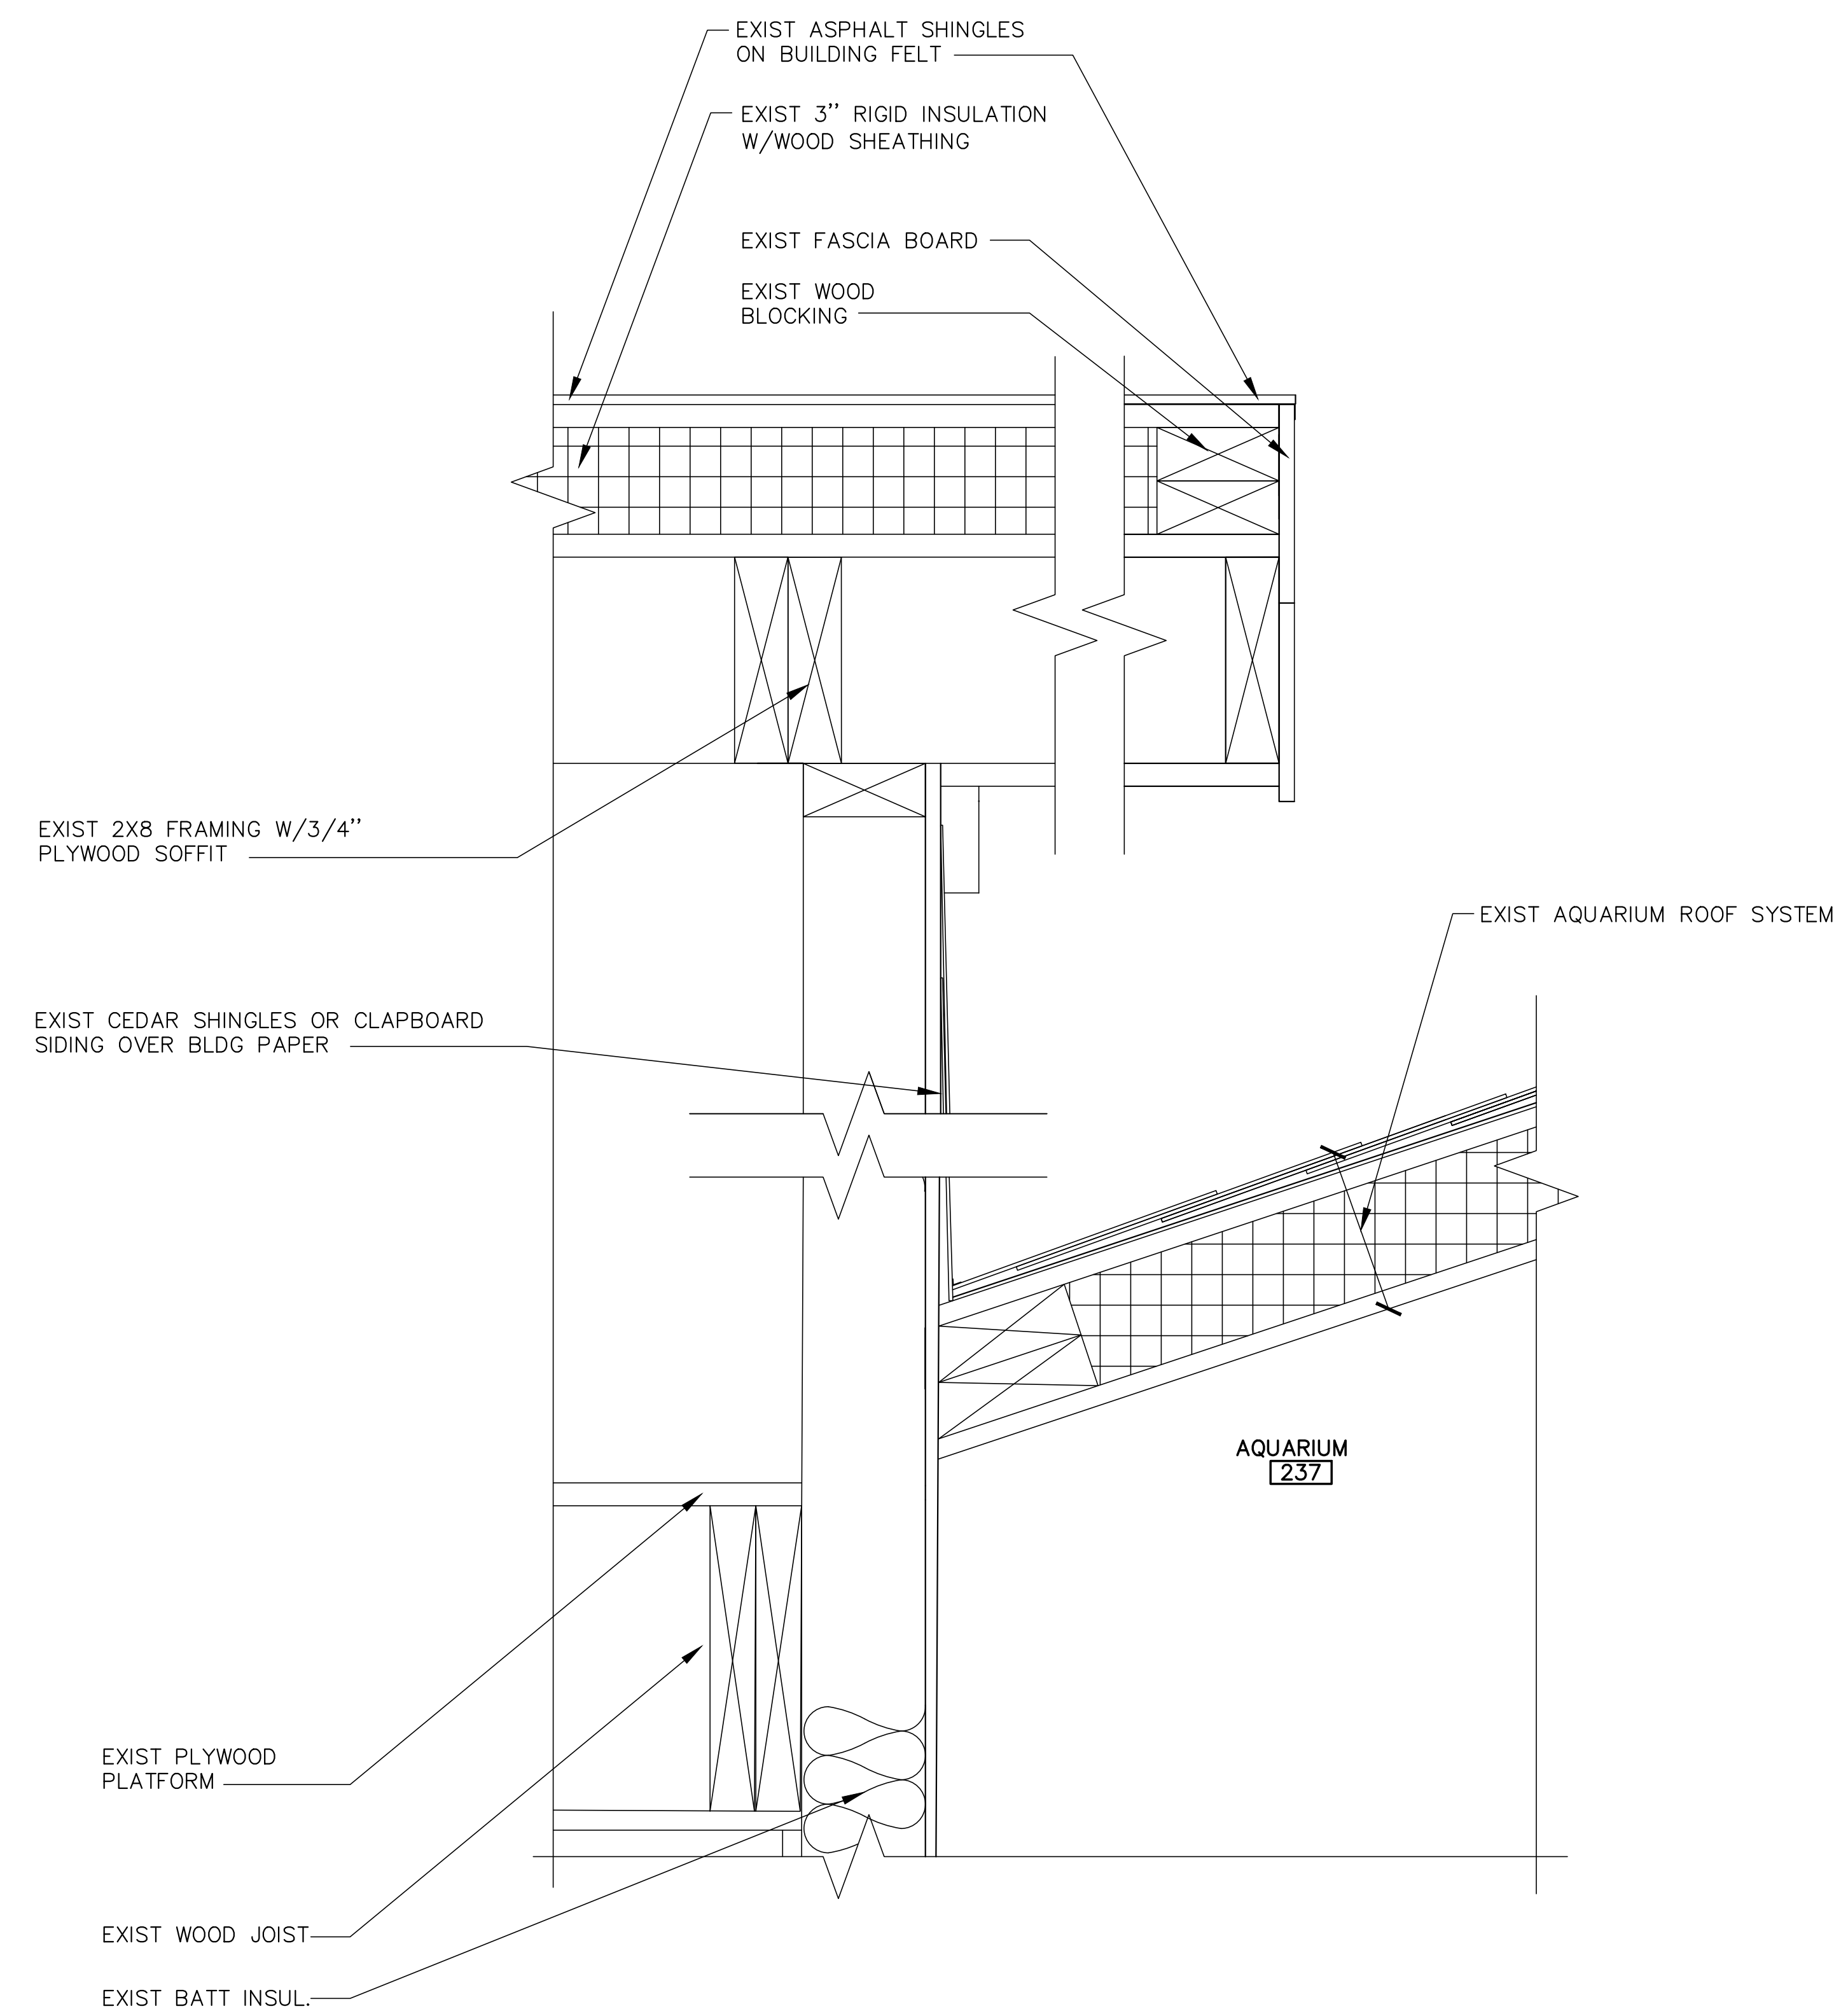 EXIST ASPHALT SHINGLES
ON BUILDING FELT
EXIST 3'' RIGID INSULATION
W/WOOD SHEATHING
EXIST FASCIA BOARD
EXIST WOOD
BLOCKING
EXIST 2X8 FRAMING W/3/4''
PLYWOOD SOFFIT
EXIST AQUARIUM ROOF SYSTEM
EXIST CEDAR SHINGLES OR CLAPBOARD
SIDING OVER BLDG PAPER
AQUARIUM
237
EXIST PLYWOOD
PLATFORM
EXIST WOOD JOIST
EXIST BATT INSUL.